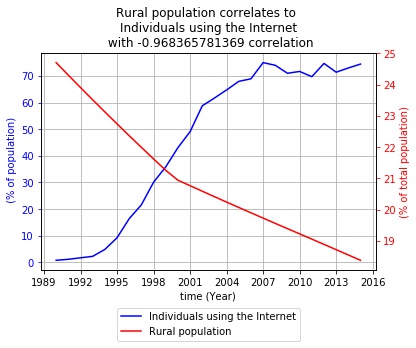 Rural population correlates to
Individuals using the Internet
with -0.968365781369 correlation
(% of population)
70
60
50
40
30
20
10
0
25
24
23
22
21
20
19
(% of total population)
1989 1992 1995 1998 2001 2004 2007 2010 2013 2016
time (Year)
Individuals using the Internet
Rural population